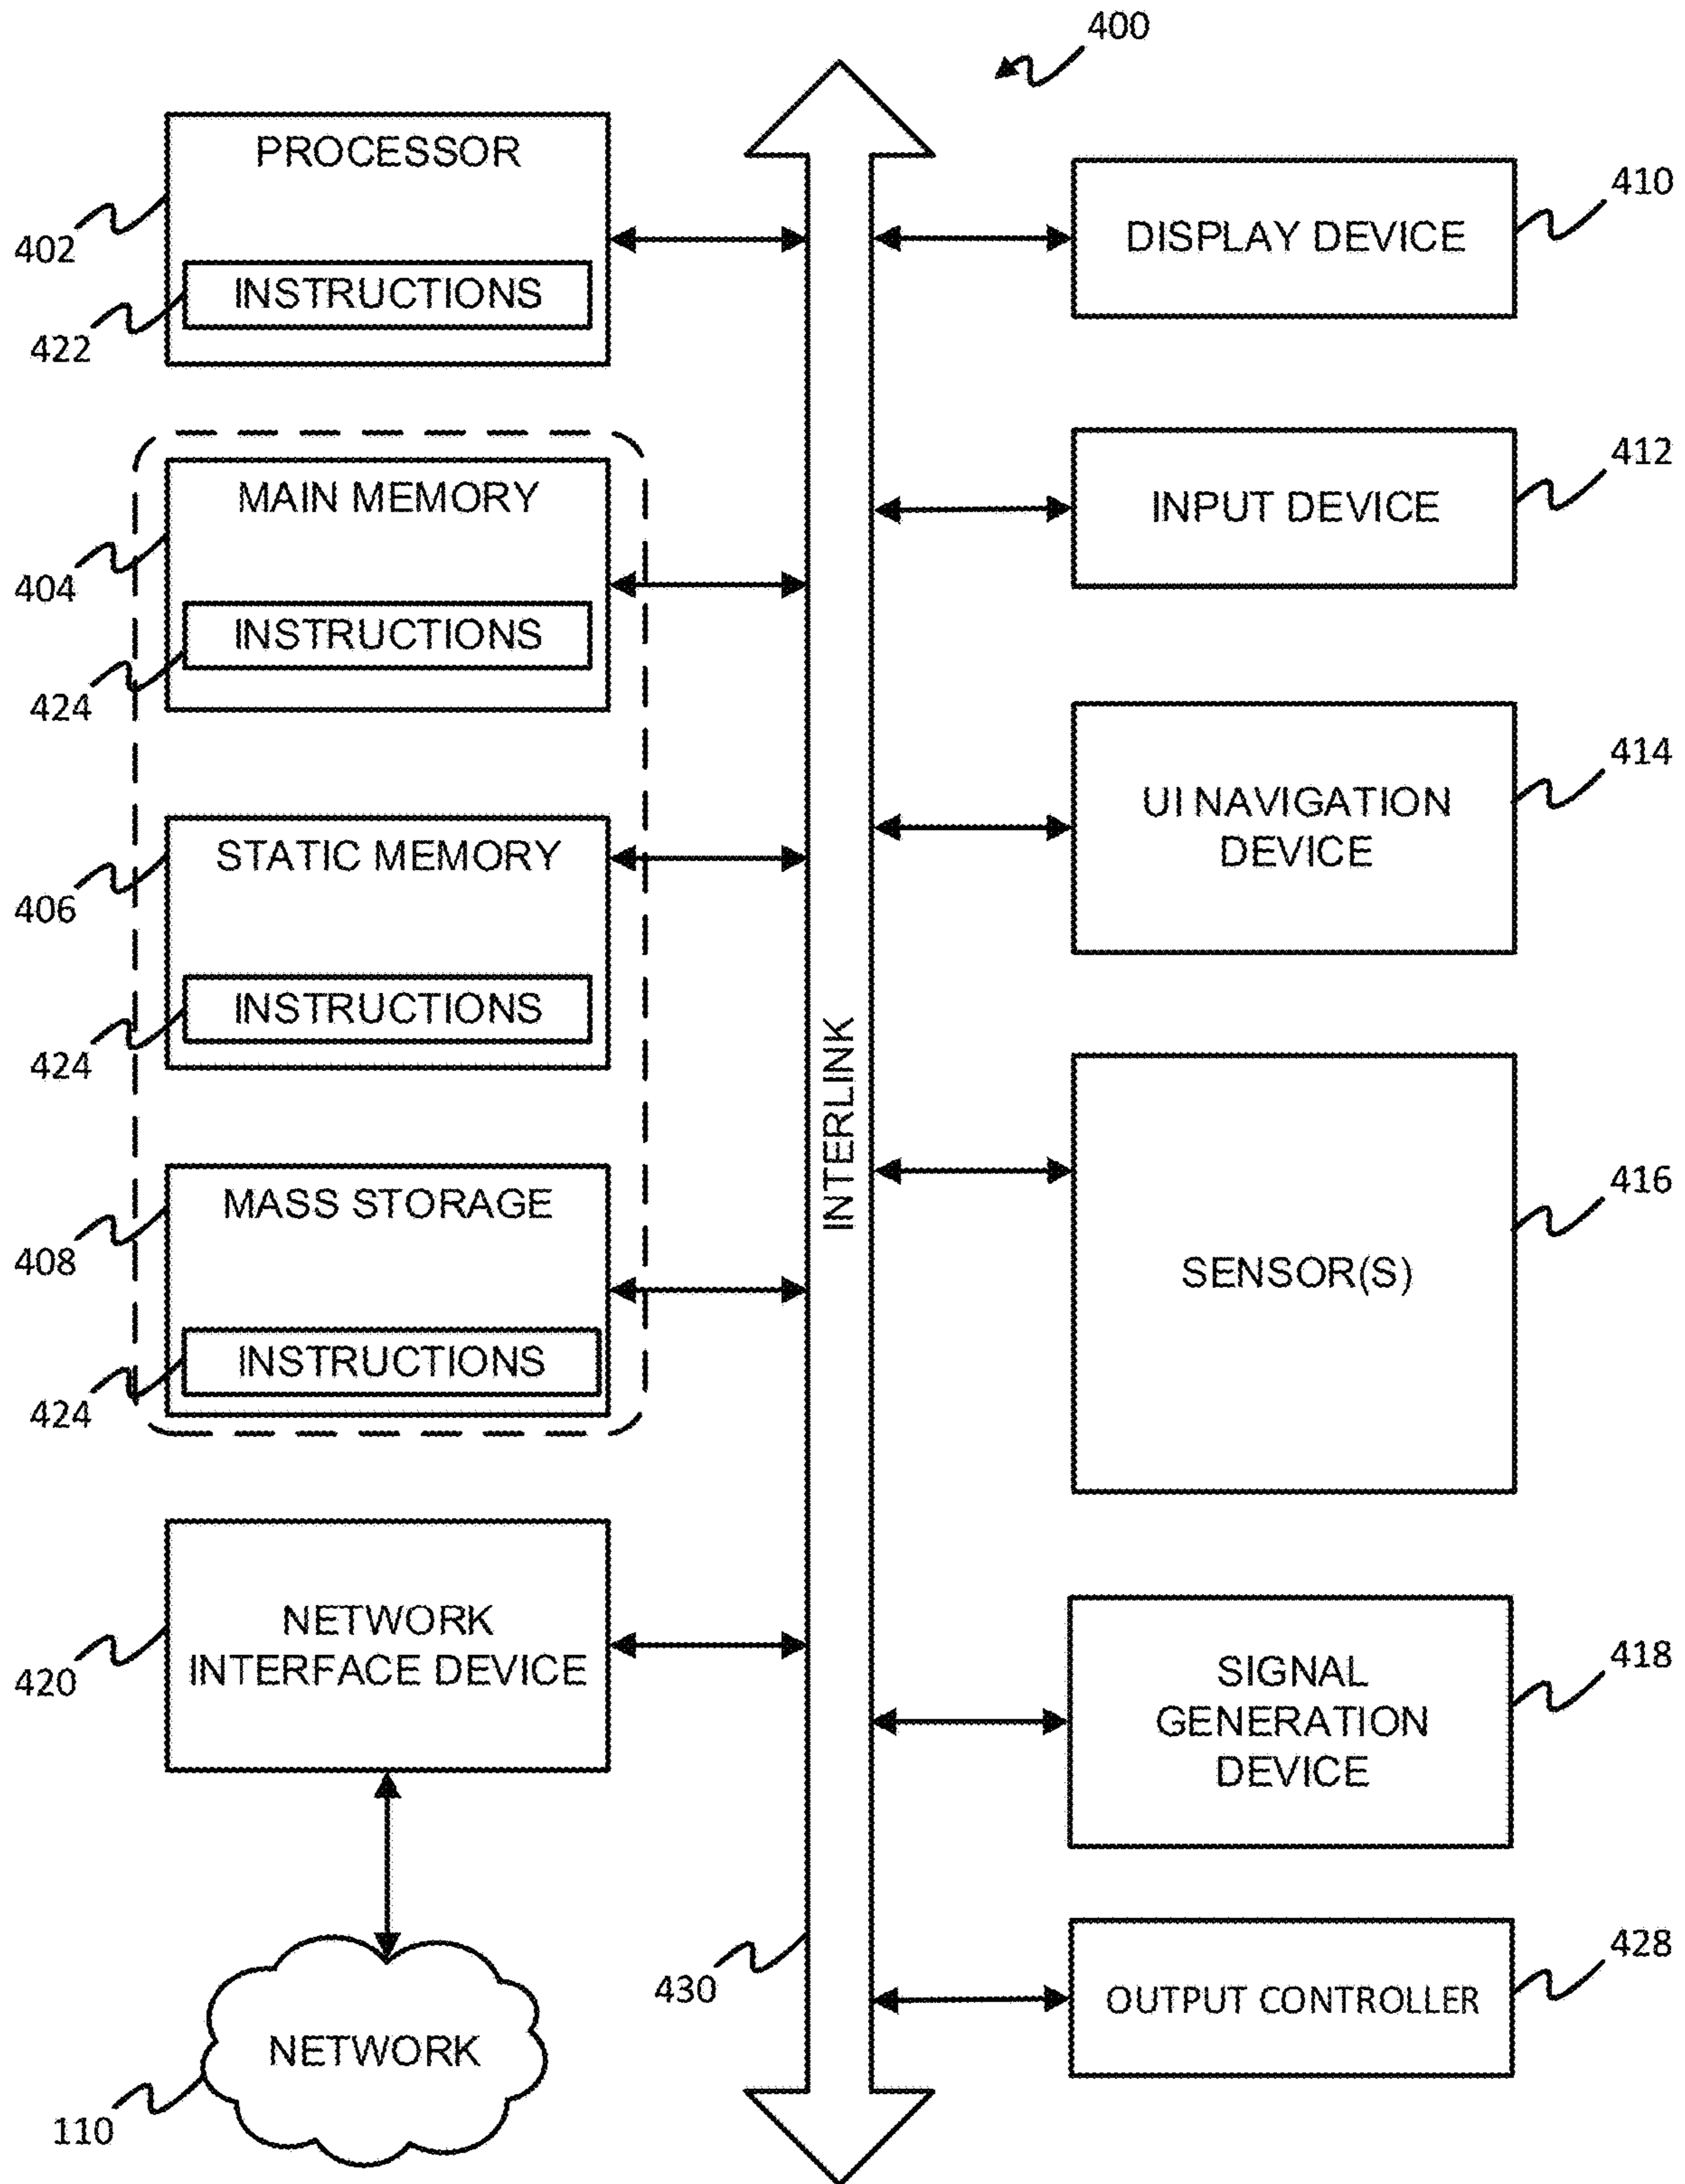 400
PROCESSOR
402
INSTRUCTIONS
422
MAIN MEMORY
404
INSTRUCTIONS
424
STATIC MEMORY
406
INSTRUCTIONS
424
MASS STORAGE
408
INSTRUCTIONS
424
NETWORK
INTERFACE DEVICE
420
NETWORK
110
INTERLINK
430
DISPLAY DEVICE
410
INPUT DEVICE
412
UI NAVIGATION
DEVICE
414
SENSOR(S)
416
SIGNAL
GENERATION
DEVICE
418
OUTPUT CONTROLLER
428